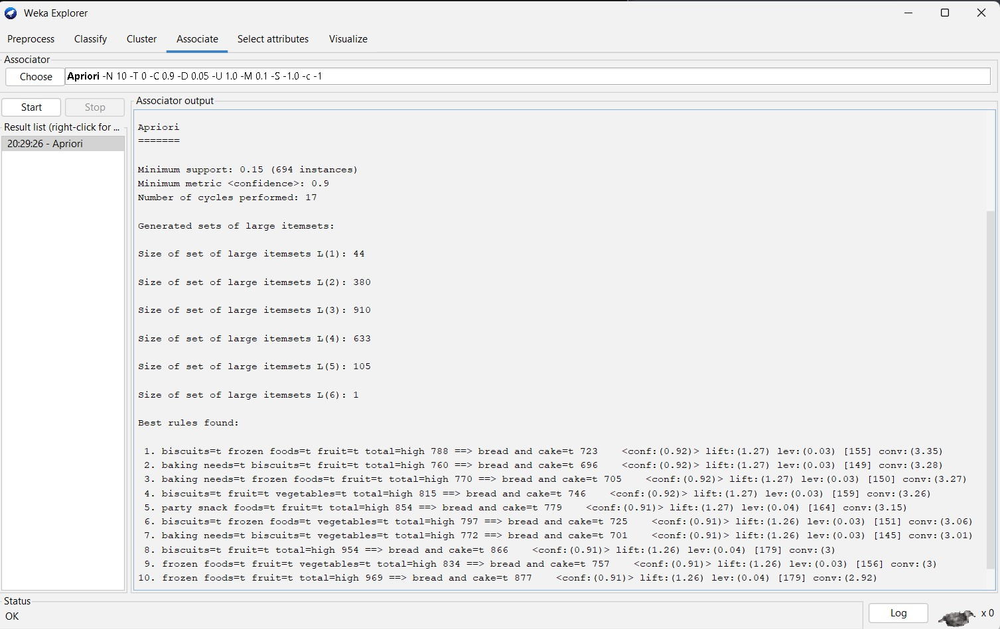 Weka Explorer
Preprocess Classify Cluster Associate Select attributes Visualize
Associator
Choose Apriori -N 10 -T 0 -C 0.9 -D 0.05 -U 1.0 -M 0.1 -S -1.0 -c -1
Start Stop
Result list (right-click for ...
20:29:26 - Apriori
Associator output
Apriori
=======
Minimum support: 0.15 (694 instances)
Minimum metric <confidence>: 0.9
Number of cycles performed: 17
Generated sets of large itemsets:
Size of set of large itemsets L(1): 44
Size of set of large itemsets L(2): 380
Size of set of large itemsets L(3): 910
Size of set of large itemsets L(4): 633
Size of set of large itemsets L(5): 105
Size of set of large itemsets L(6): 1
Best rules found:
1. biscuits=t frozen foods=t fruit=t total=high 788 ==> bread and cake=t 723 <conf:(0.92)> lift:(1.27) lev:(0.03) [155] conv:(3.35)
2. baking needs=t biscuits=t fruit=t total=high 760 ==> bread and cake=t 696 <conf:(0.92)> lift:(1.27) lev:(0.03) [149] conv:(3.28)
3. baking needs=t frozen foods=t fruit=t total=high 770 ==> bread and cake=t 705 <conf:(0.92)> lift:(1.27) lev:(0.03) [150] conv:(3.27)
4. biscuits=t fruit=t vegetables=t total=high 815 ==> bread and cake=t 746 <conf:(0.92)> lift:(1.27) lev:(0.03) [159] conv:(3.26)
5. party snack foods=t fruit=t total=high 854 ==> bread and cake=t 779 <conf:(0.91)> lift:(1.27) lev:(0.04) [164] conv:(3.15)
6. biscuits=t frozen foods=t vegetables=t total=high 797 ==> bread and cake=t 725 <conf:(0.91)> lift:(1.26) lev:(0.03) [151] conv:(3.06)
7. baking needs=t biscuits=t vegetables=t total=high 772 ==> bread and cake=t 701 <conf:(0.91)> lift:(1.26) lev:(0.03) [145] conv:(3.01)
8. biscuits=t fruit=t total=high 954 ==> bread and cake=t 866 <conf:(0.91)> lift:(1.26) lev:(0.04) [179] conv:(3)
9. frozen foods=t fruit=t vegetables=t total=high 834 ==> bread and cake=t 757 <conf:(0.91)> lift:(1.26) lev:(0.03) [156] conv:(3)
10. frozen foods=t fruit=t total=high 969 ==> bread and cake=t 877 <conf:(0.91)> lift:(1.26) lev:(0.04) [179] conv:(2.92)
Status
OK
Log
x 0